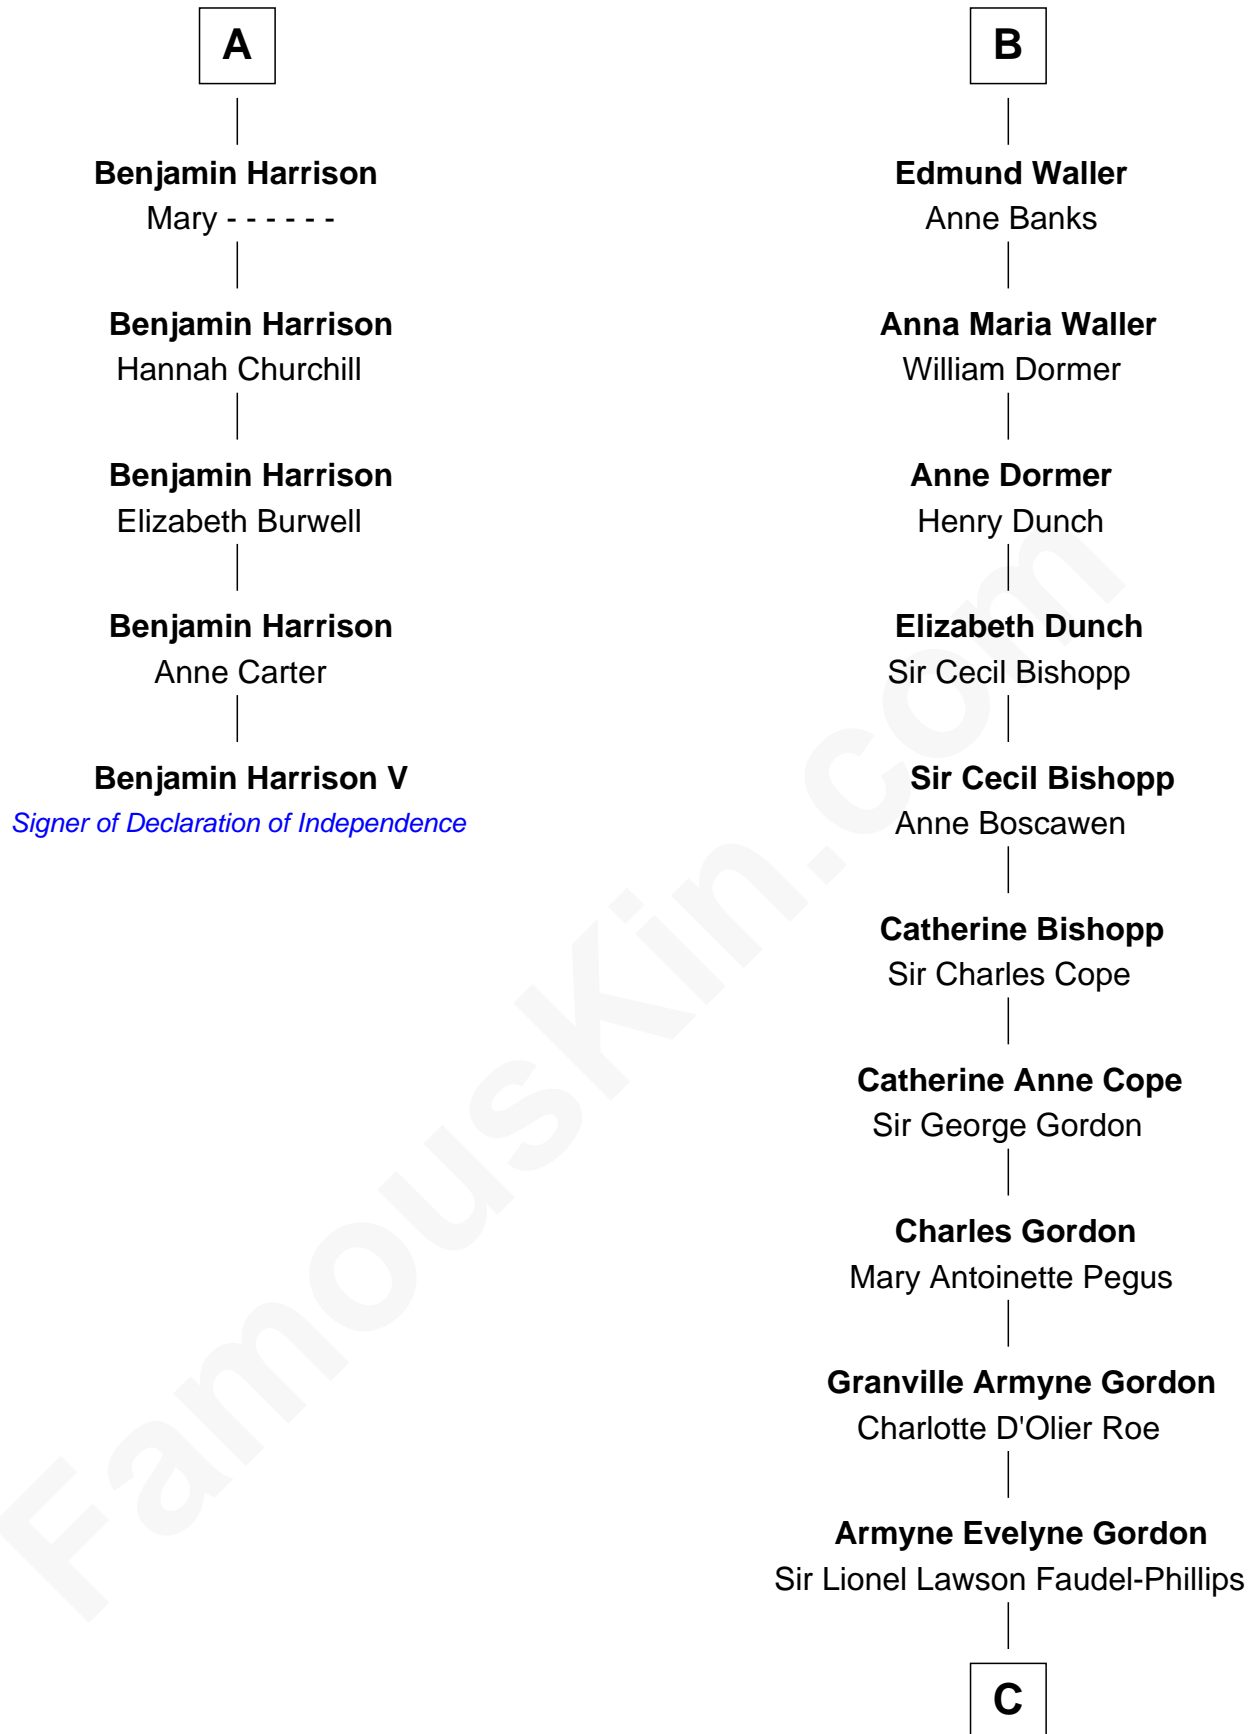 A
Benjamin Harrison
Mary - - - - - -
Benjamin Harrison
Hannah Churchill
Benjamin Harrison
Elizabeth Burwell
Benjamin Harrison
Anne Carter
Benjamin Harrison V
Signer of Declaration of Independence
B
Edmund Waller
Anne Banks
Anna Maria Waller
William Dormer
Anne Dormer
Henry Dunch
Elizabeth Dunch
Sir Cecil Bishopp
Sir Cecil Bishopp
Anne Boscawen
Catherine Bishopp
Sir Charles Cope
Catherine Anne Cope
Sir George Gordon
Charles Gordon
Mary Antoinette Pegus
Granville Armyne Gordon
Charlotte D'Olier Roe
Armyne Evelyne Gordon
Sir Lionel Lawson Faudel-Phillips
C
FamousKin.com